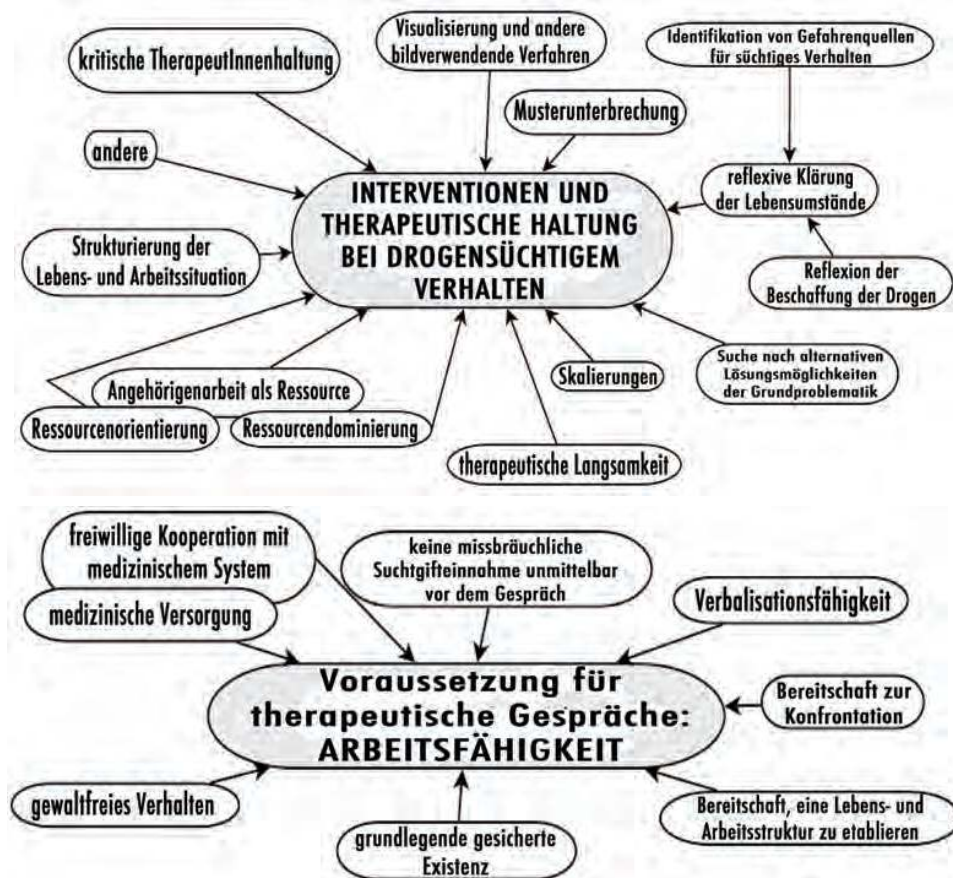 kritische TherapeutInnenhaltung
Visualisierung und andere
bildverwendende Verfahren
Identifikation von Gefahrenquellen
für süchtiges Verhalten
Musterunterbrechung
andere
INTERVENTIONEN UND
THERAPEUTISCHE HALTUNG
BEI DROGENSÜCHTIGEM
VERHALTEN
reflexive Klärung
der Lebensumstände
Strukturierung der
Lebens- und Arbeitssituation
Reflexion der
Beschaffung der Drogen
Angehörigenarbeit als Ressource
Ressourcenorientierung
Ressourcendominierung
Skalierungen
Suche nach alternativen
Lösungsmöglichkeiten
der Grundproblematik
therapeutische Langsamkeit
freiwillige Kooperation mit
medizinischem System
medizinische Versorgung
keine missbräuchliche
Suchtgifteinnahme unmittelbar
vor dem Gespräch
Verbalisationsfähigkeit
Voraussetzung für
therapeutische Gespräche:
ARBEITSFÄHIGKEIT
Bereitschaft zur
Konfrontation
gewaltfreies Verhalten
grundlegende gesicherte
Existenz
Bereitschaft, eine Lebens- und
Arbeitsstruktur zu etablieren